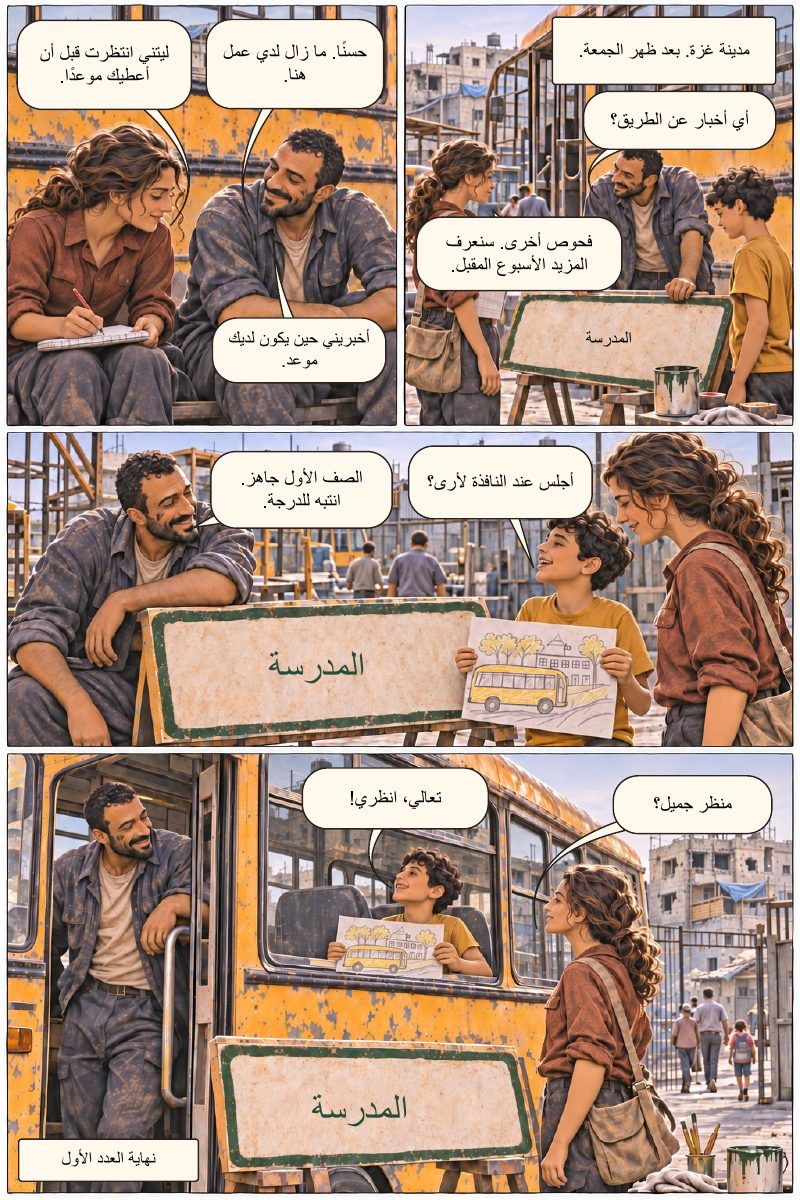 مدينة غزة. بعد ظهر الجمعة.
أي أخبار عن الطريق؟
فحوص أخرى. سنعرف
المزيد الأسبوع المقبل.
المدرسة
حسنًا. ما زال لدي عمل
هنا.
ليتني انتظرت قبل أن
أعطيك موعدًا.
أخبريني حين يكون لديك
موعد.
أجلس عند النافذة لأرى؟
الصف الأول جاهز.
انتبه للدرجة.
المدرسة
منظر جميل؟
تعالي، انظري!
المدرسة
نهاية العدد الأول